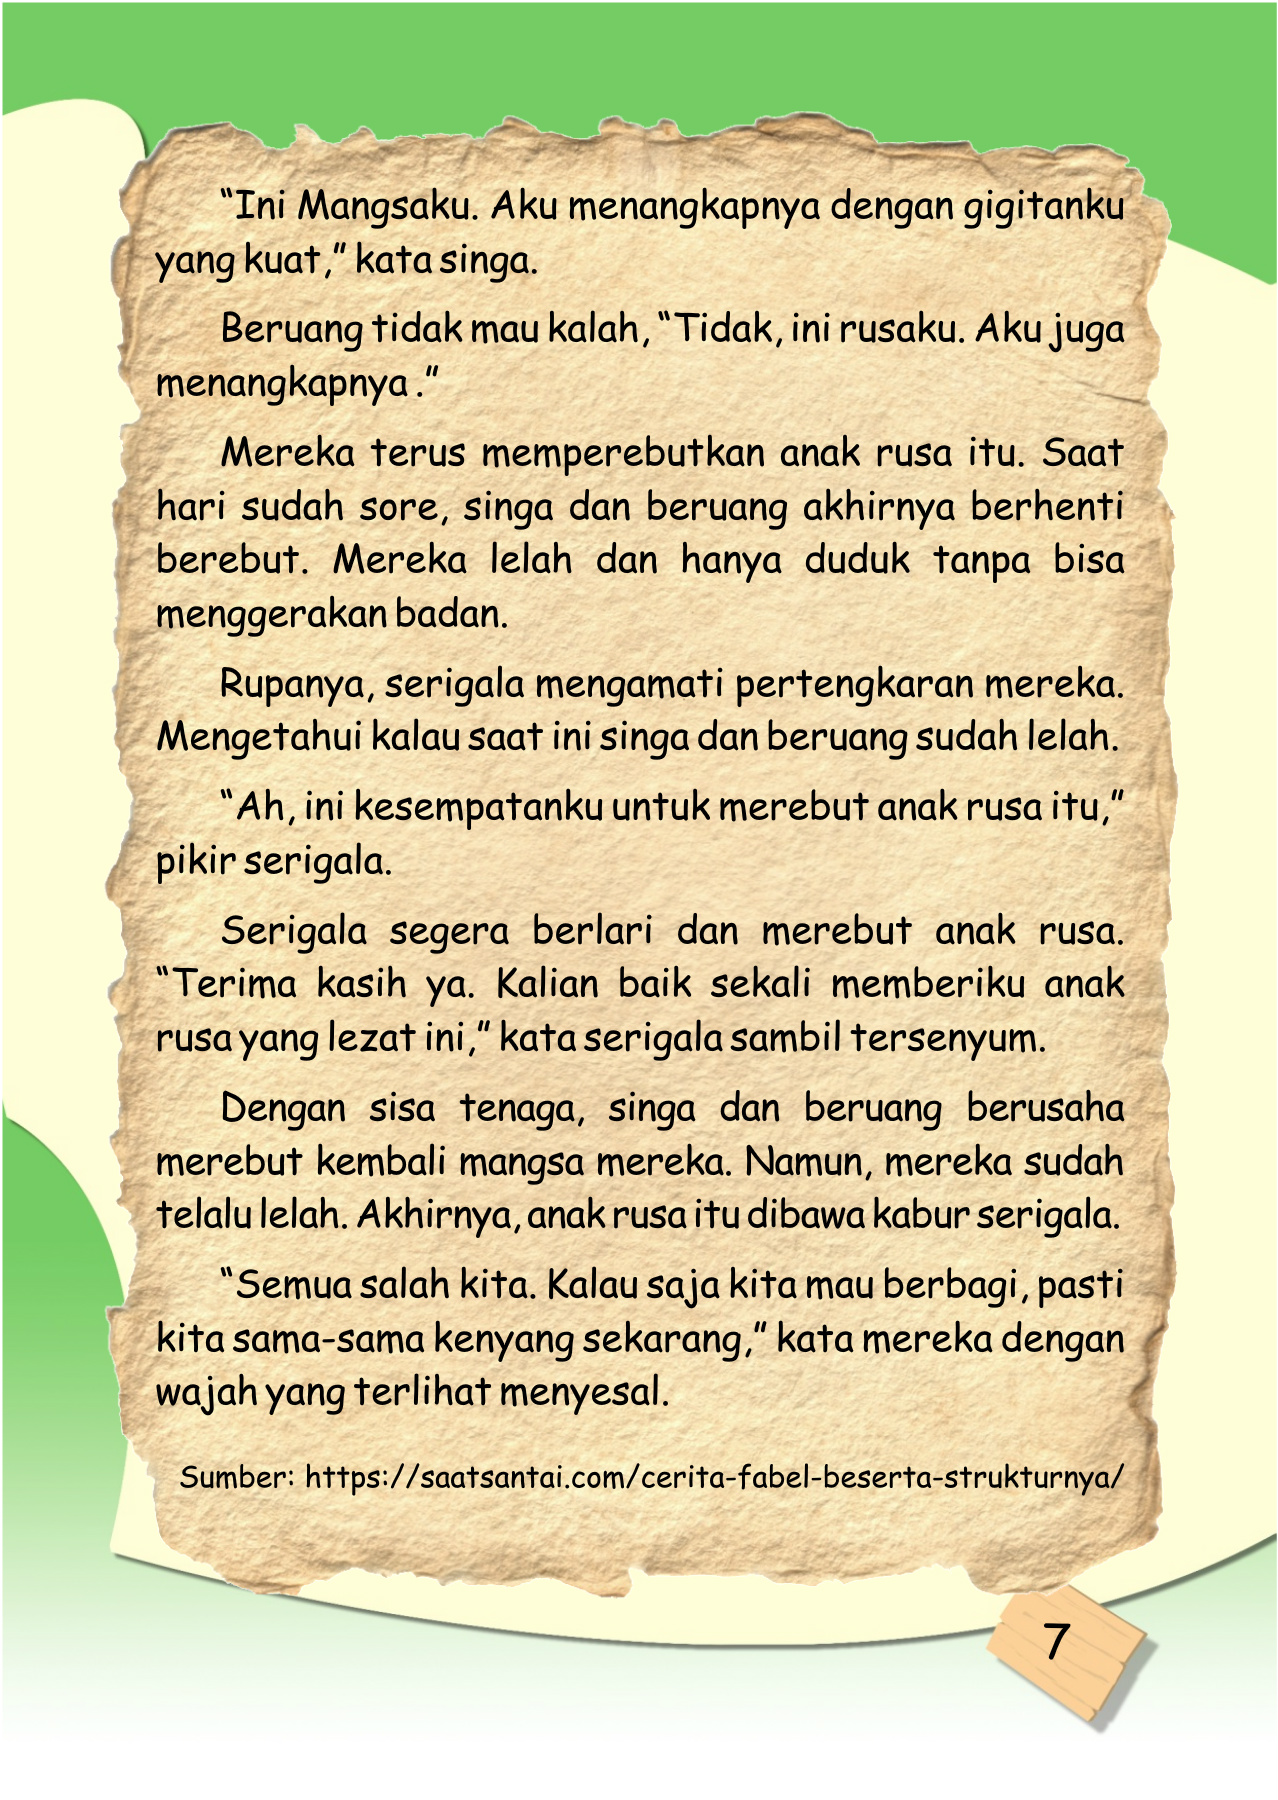 “Ini Mangsaku. Aku menangkapnya dengan gigitanku
yang kuat,” kata singa.
Beruang tidak mau kalah, “Tidak, ini rusaku. Aku juga
menangkapnya .”
Mereka terus memperebutkan anak rusa itu. Saat
hari sudah sore, singa dan beruang akhirnya berhenti
berebut. Mereka lelah dan hanya duduk tanpa bisa
menggerakan badan.
Rupanya, serigala mengamati pertengkaran mereka.
Mengetahui kalau saat ini singa dan beruang sudah lelah.
“Ah, ini kesempatanku untuk merebut anak rusa itu,”
pikir serigala.
Serigala segera berlari dan merebut anak rusa.
“Terima kasih ya. Kalian baik sekali memberiku anak
rusa yang lezat ini,” kata serigala sambil tersenyum.
Dengan sisa tenaga, singa dan beruang berusaha
merebut kembali mangsa mereka. Namun, mereka sudah
telalu lelah. Akhirnya, anak rusa itu dibawa kabur serigala.
“Semua salah kita. Kalau saja kita mau berbagi, pasti
kita sama-sama kenyang sekarang,” kata mereka dengan
wajah yang terlihat menyesal.
Sumber: https://saatsantai.com/cerita-fabel-beserta-strukturnya/
7